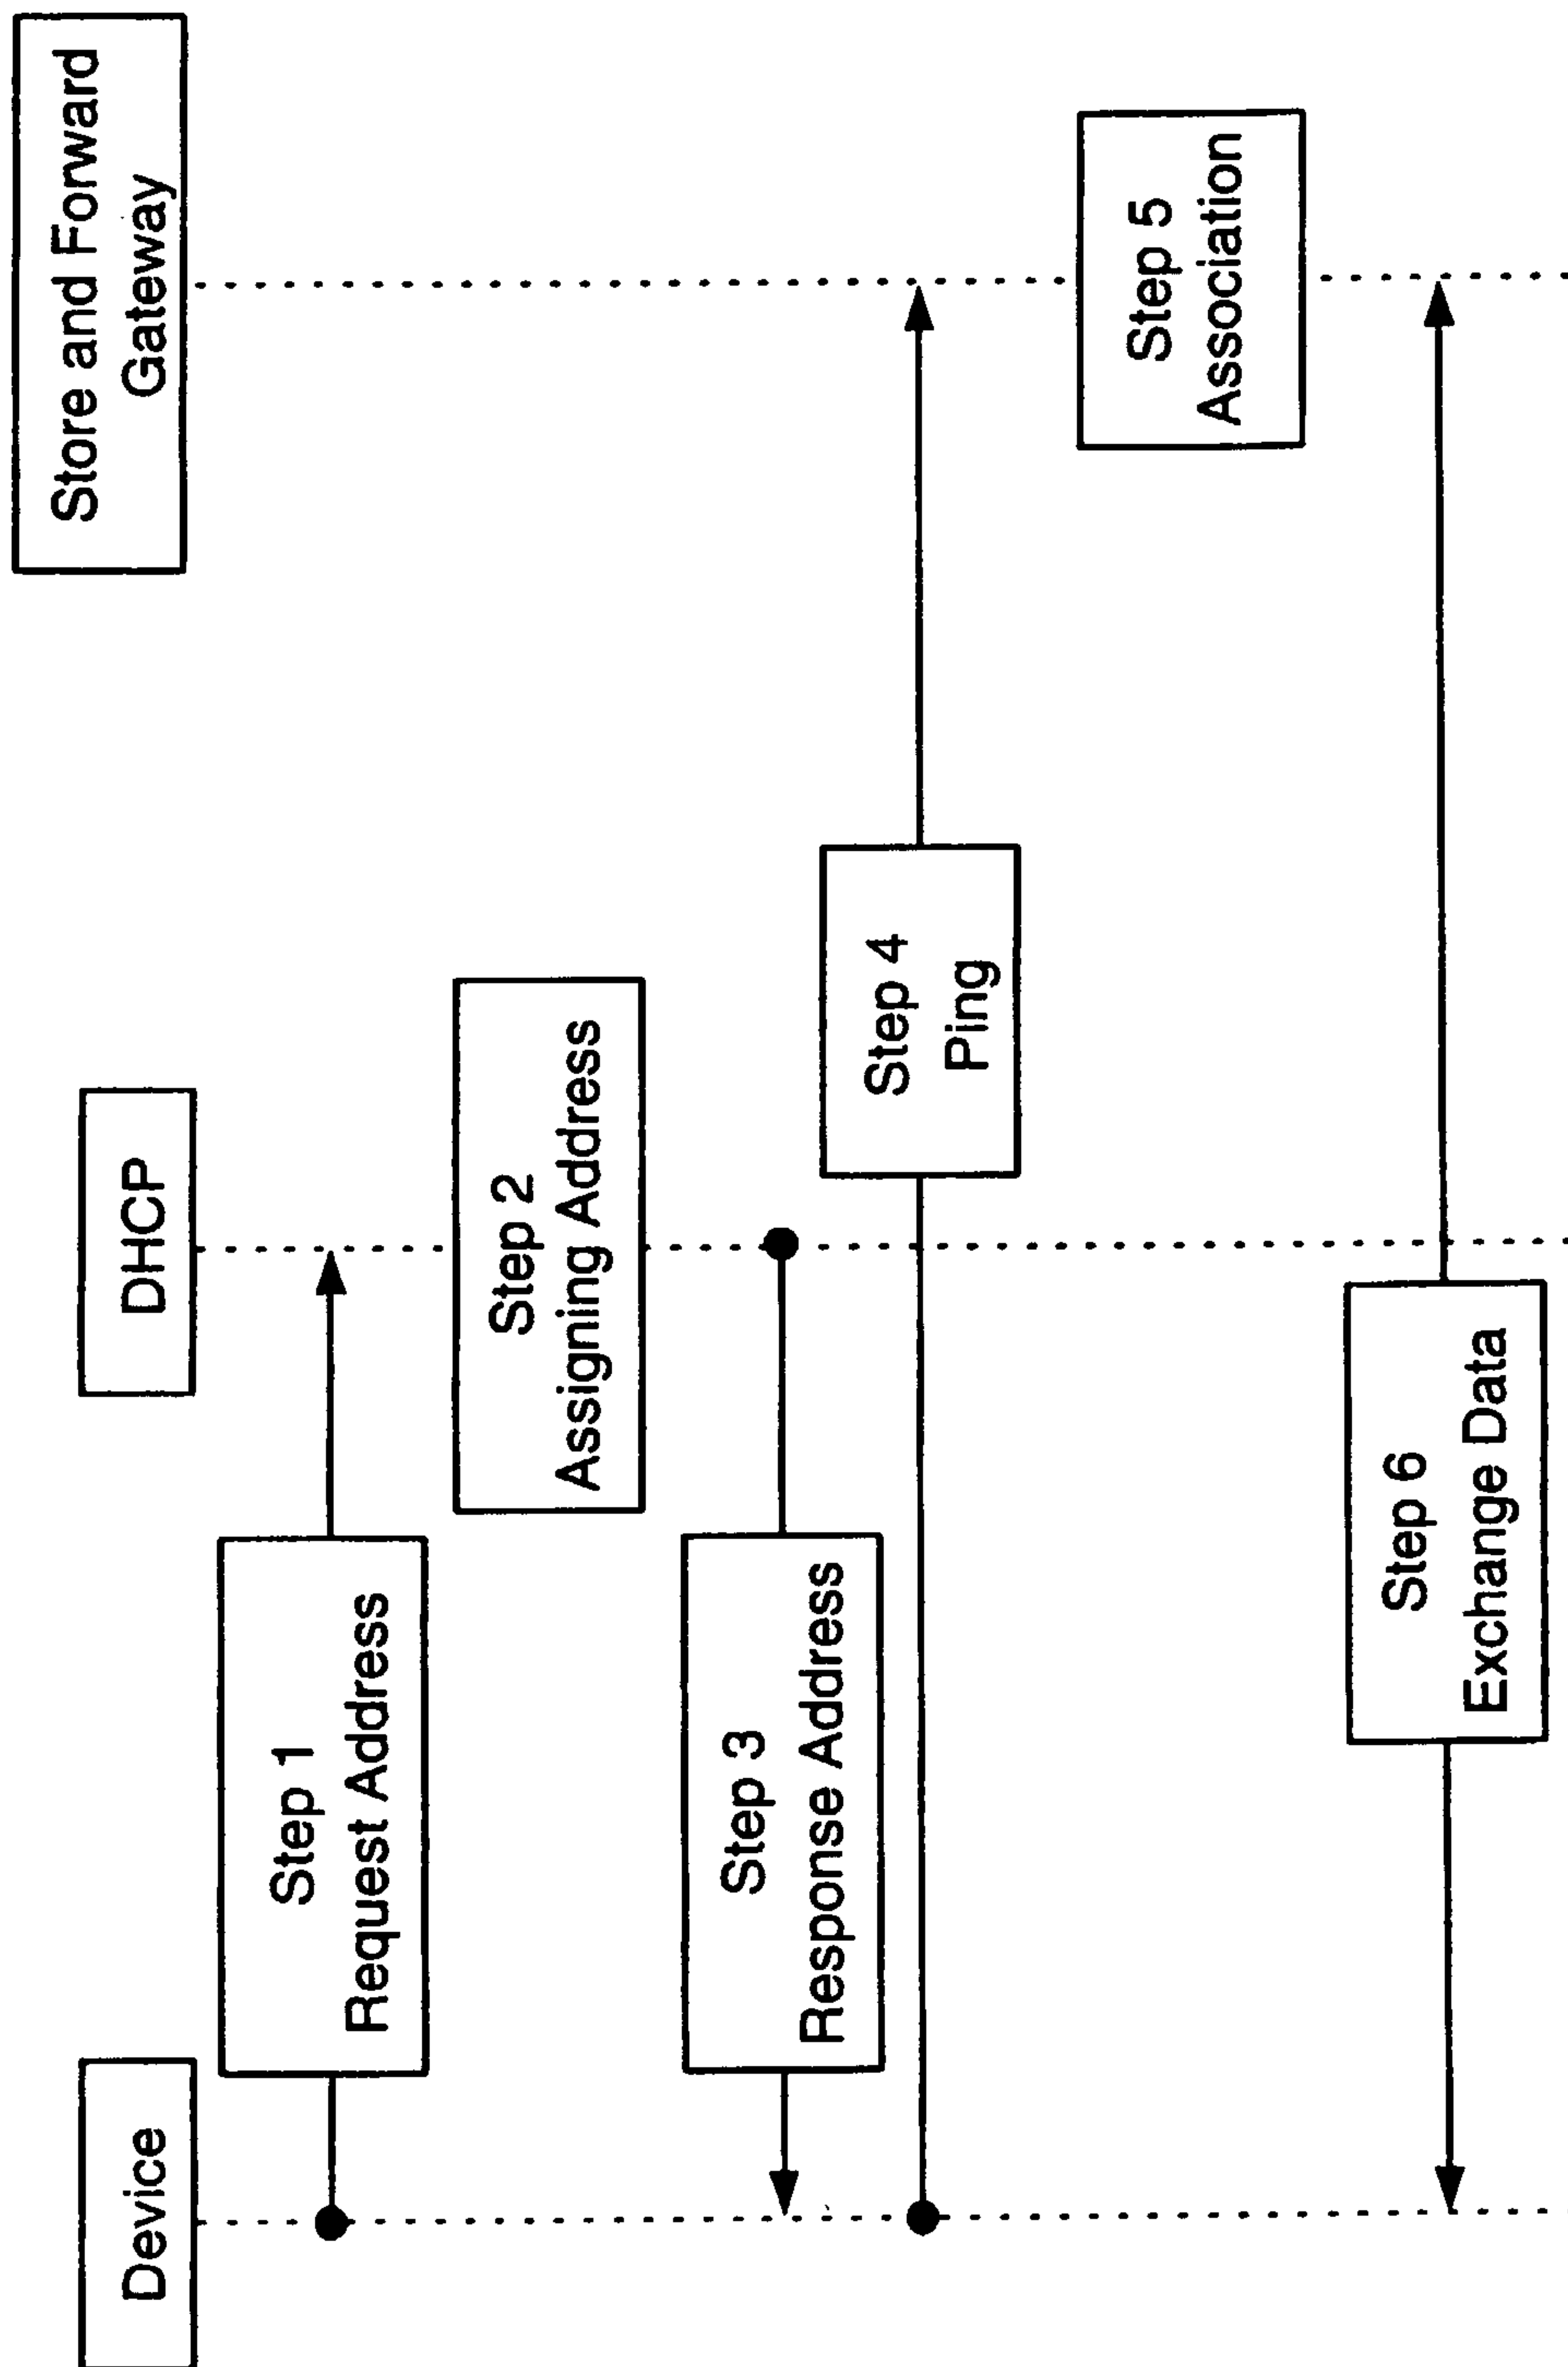 Device
DHCP
Store and Forward
Gateway
Step 1
Request Address
Step 2
Assigning Address
Step 3
Response Address
Step 4
Ping
Step 5
Association
Step 6
Exchange Data